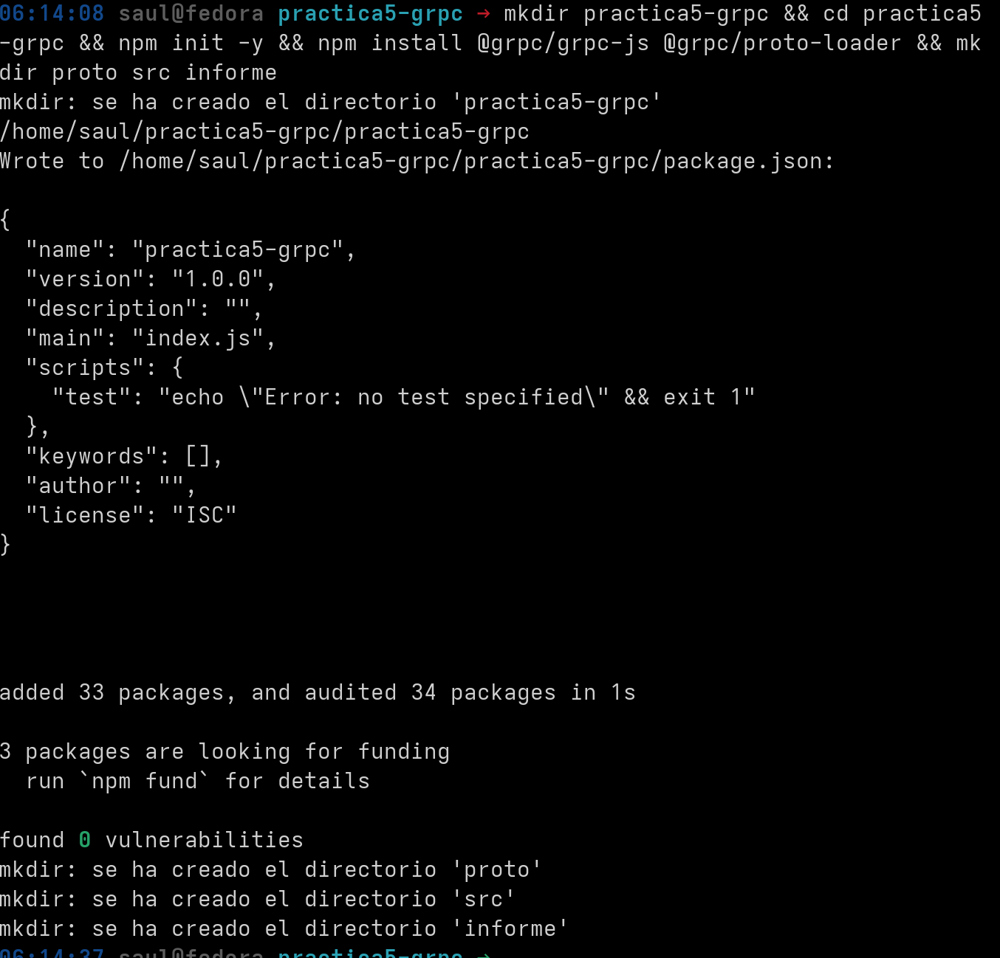 06:14:08 saul@fedora practica5-grpc → mkdir practica5-grpc && cd practica5
-grpc && npm init -y && npm install @grpc/grpc-js @grpc/proto-loader && mk
dir proto src informe
mkdir: se ha creado el directorio 'practica5-grpc'
/home/saul/practica5-grpc/practica5-grpc
Wrote to /home/saul/practica5-grpc/practica5-grpc/package.json:
{
  "name": "practica5-grpc",
  "version": "1.0.0",
  "description": "",
  "main": "index.js",
  "scripts": {
    "test": "echo \"Error: no test specified\" && exit 1"
  },
  "keywords": [],
  "author": "",
  "license": "ISC"
}
added 33 packages, and audited 34 packages in 1s
3 packages are looking for funding
  run `npm fund` for details
found 0 vulnerabilities
mkdir: se ha creado el directorio 'proto'
mkdir: se ha creado el directorio 'src'
mkdir: se ha creado el directorio 'informe'
06:14:37 saul@fedora practica5-grpc →